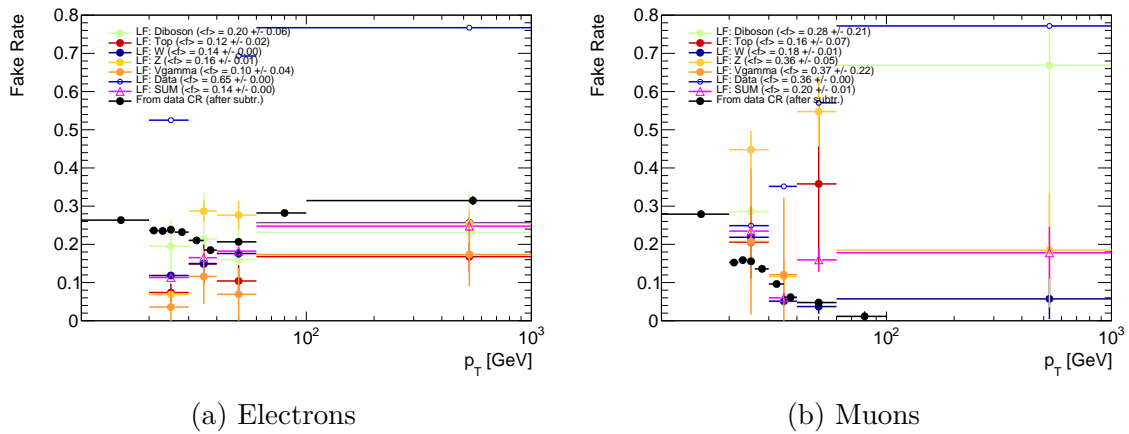 Fake Rate
0.8
0.7
0.6
0.5
0.4
0.3
0.2
0.1
0
LF: Diboson (<f> = 0.20 +/- 0.06)
LF: Top (<f> = 0.12 +/- 0.02)
LF: W (<f> = 0.14 +/- 0.00)
LF: Z (<f> = 0.16 +/- 0.01)
LF: Vgamma (<f> = 0.10 +/- 0.04)
LF: Data (<f> = 0.65 +/- 0.00)
LF: SUM (<f> = 0.14 +/- 0.00)
From data CR (after subtr.)
10²
10³
p_T [GeV]
(a) Electrons
Fake Rate
0.8
0.7
0.6
0.5
0.4
0.3
0.2
0.1
0
LF: Diboson (<f> = 0.28 +/- 0.21)
LF: Top (<f> = 0.16 +/- 0.07)
LF: W (<f> = 0.18 +/- 0.01)
LF: Z (<f> = 0.36 +/- 0.05)
LF: Vgamma (<f> = 0.37 +/- 0.22)
LF: Data (<f> = 0.36 +/- 0.00)
LF: SUM (<f> = 0.20 +/- 0.01)
From data CR (after subtr.)
10²
10³
p_T [GeV]
(b) Muons